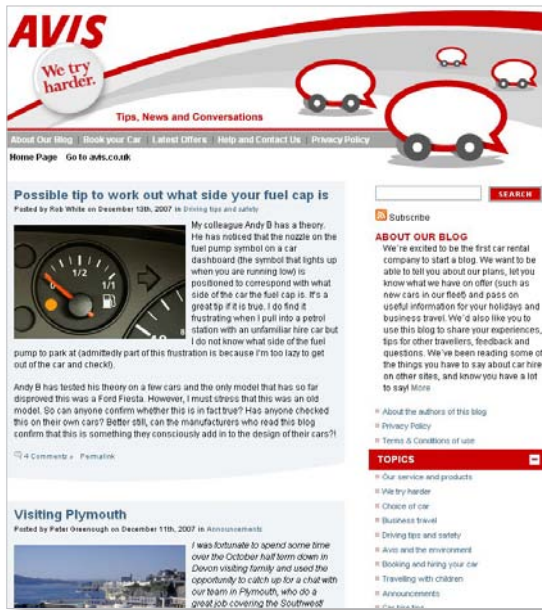 AVIS
We try
harder.
Tips, News and Conversations
About Our Blog Book your Car Latest Offers Help and Contact Us Privacy Policy
Home Page Go to avis.co.uk
Possible tip to work out what side your fuel cap is
Posted by Rob White on December 13th, 2007 in Driving tips and safety
My colleague Andy B has a theory.
He has noticed that the nozzle on the
fuel pump symbol on a car
dashboard (the symbol that lights up
when you are running low) is
positioned to correspond with what
side of the car the fuel cap is. It's a
great tip if it is true. I do find it
frustrating when I pull into a petrol
station with an unfamiliar hire car but
I do not know what side of the fuel
pump to park at (admittedly part of this frustration is because I'm too lazy to get
out of the car and check!).
1/2
0
1/1
Andy B has tested his theory on a few cars and the only model that has so far
disproved this was a Ford Fiesta. However, I must stress that this was an old
model. So can anyone confirm whether this is in fact true? Has anyone checked
this on their own cars? Better still, can the manufacturers who read this blog
confirm that this is something they consciously add in to the design of their cars?!
4 Comments » Permalink
Visiting Plymouth
Posted by Peter Greenough on December 11th, 2007 in Announcements
I was fortunate to spend some time
over the October half term down in
Devon visiting family and used the
opportunity to catch up for a chat with
our team in Plymouth, who do a
great job covering the Southwest!
SEARCH
Subscribe
ABOUT OUR BLOG
We're excited to be the first car rental
company to start a blog. We want to be
able to tell you about our plans, let you
know what we have on offer (such as
new cars in our fleet) and pass on
useful information for your holidays and
business travel. We'd also like you to
use this blog to share your experiences,
tips for other travellers, feedback and
questions. We've been reading some of
the things you have to say about car hire
on other sites, and know you have a lot
to say! More
About the authors of this blog
Privacy Policy
Terms & Conditions of use
TOPICS
Our service and products
We try harder
Choice of car
Business travel
Driving tips and safety
Avis and the environment
Booking and hiring your car
Travelling with children
Announcements
Car hire tips